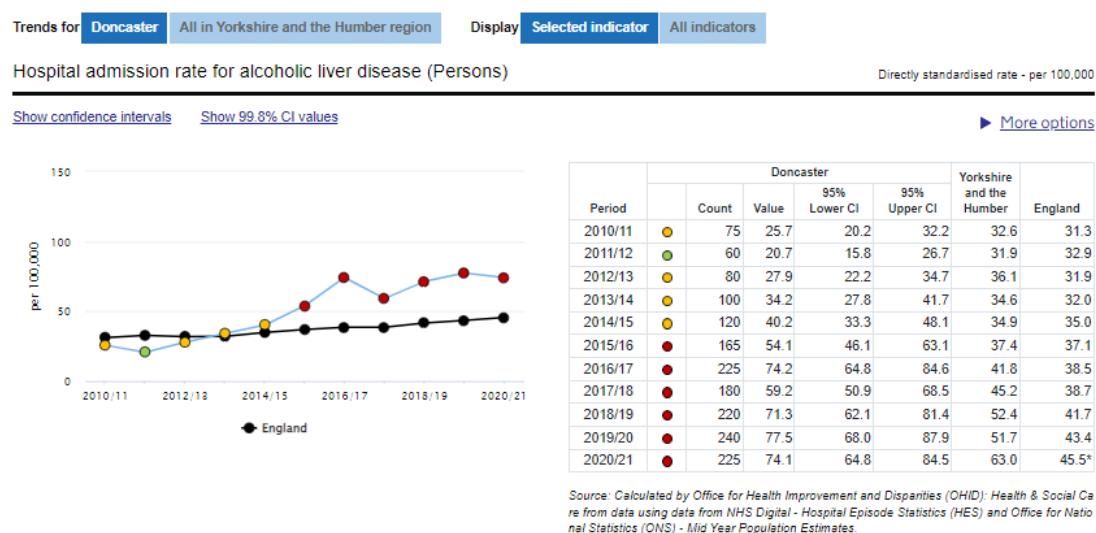 Trends for Doncaster All in Yorkshire and the Humber region Display Selected indicator All indicators
Hospital admission rate for alcoholic liver disease (Persons) Directly standardised rate - per 100,000
Show confidence intervals Show 99.8% CI values
More options
150
100
50
0
per 100,000
2010/11 2012/13 2014/15 2016/17 2018/19 2020/21
England
Doncaster
Period Count Value 95% Lower CI 95% Upper CI Yorkshire and the Humber England
2010/11 75 25.7 20.2 32.2 32.6 31.3
2011/12 60 20.7 15.8 26.7 31.9 32.9
2012/13 80 27.9 22.2 34.7 36.1 31.9
2013/14 100 34.2 27.8 41.7 34.6 32.0
2014/15 120 40.2 33.3 48.1 34.9 35.0
2015/16 165 54.1 46.1 63.1 37.4 37.1
2016/17 225 74.2 64.8 84.6 41.8 38.5
2017/18 180 59.2 50.9 68.5 45.2 38.7
2018/19 220 71.3 62.1 81.4 52.4 41.7
2019/20 240 77.5 68.0 87.9 51.7 43.4
2020/21 225 74.1 64.8 84.5 63.0 45.5*
Source: Calculated by Office for Health Improvement and Disparities (OHID): Health & Social Ca
re from data using data from NHS Digital - Hospital Episode Statistics (HES) and Office for Natio
nal Statistics (ONS) - Mid Year Population Estimates.